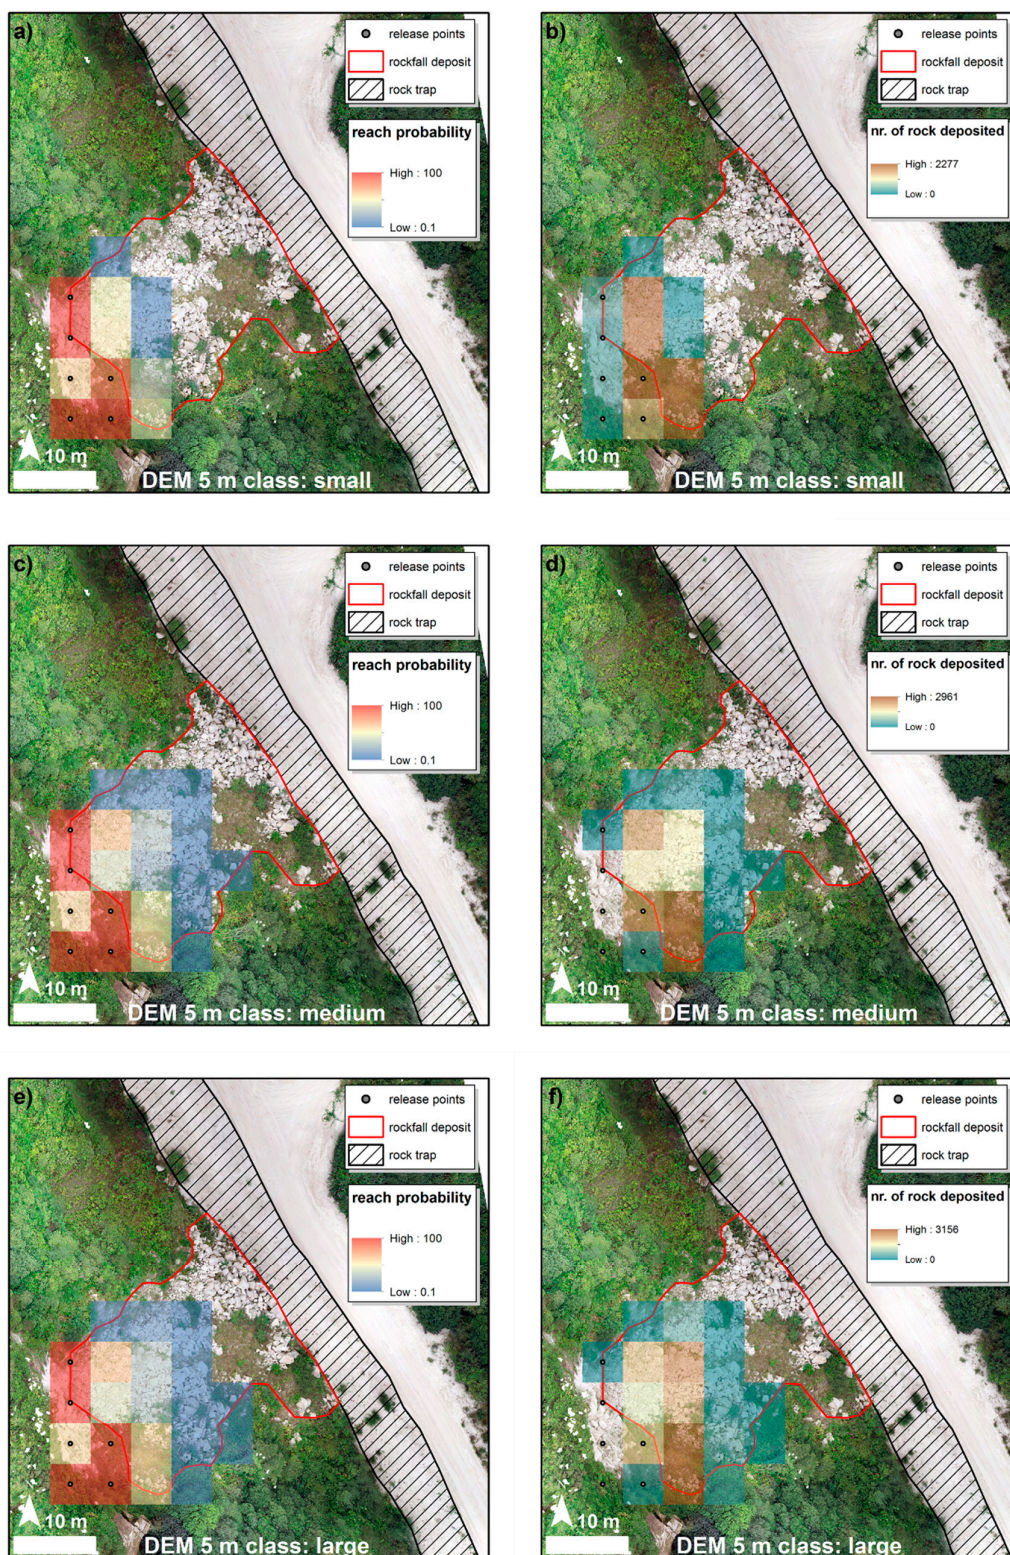 a)
release points
rockfall deposit
rock trap
reach probability
High : 100
Low : 0.1
10 m
DEM 5 m class: small
b)
release points
rockfall deposit
rock trap
nr. of rock deposited
High : 2277
Low : 0
10 m
DEM 5 m class: small
c)
release points
rockfall deposit
rock trap
reach probability
High : 100
Low : 0.1
10 m
DEM 5 m class: medium
d)
release points
rockfall deposit
rock trap
nr. of rock deposited
High : 2961
Low : 0
10 m
DEM 5 m class: medium
e)
release points
rockfall deposit
rock trap
reach probability
High : 100
Low : 0.1
10 m
DEM 5 m class: large
f)
release points
rockfall deposit
rock trap
nr. of rock deposited
High : 3156
Low : 0
10 m
DEM 5 m class: large